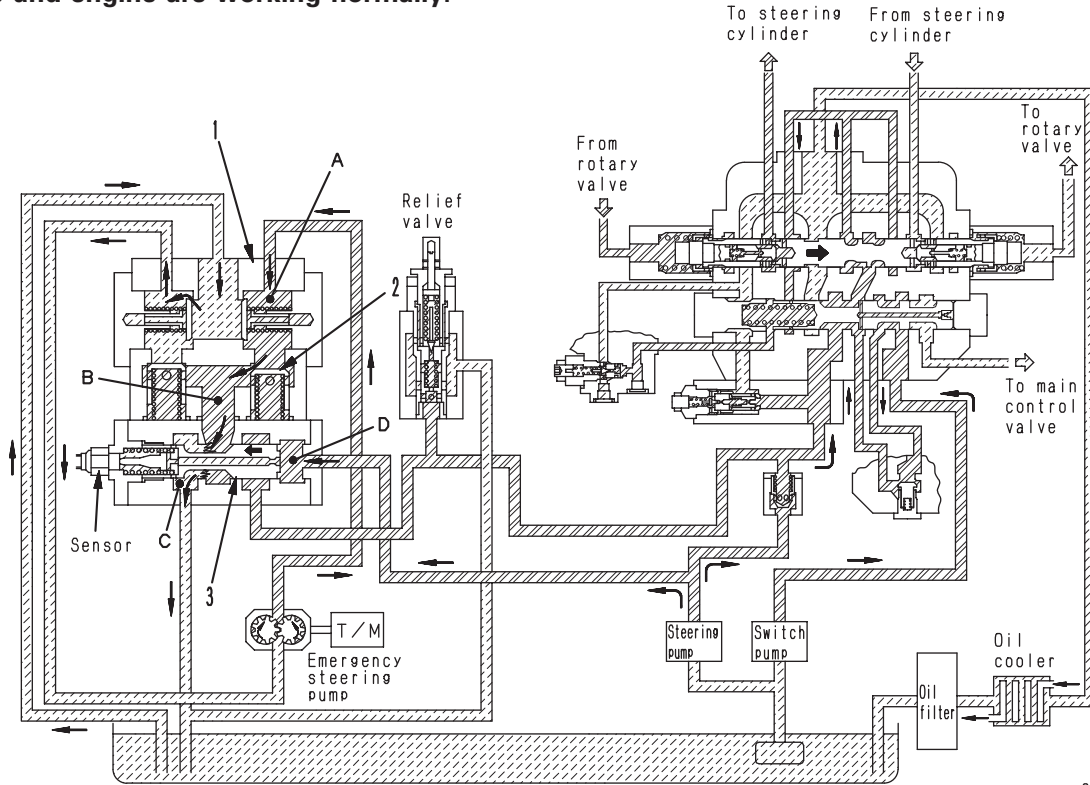 and engine are working normally.
To steering
cylinder
From steering
cylinder
To
rotary
valve
From
rotary
valve
1
A
Relief
valve
2
B
D
To main
control
valve
Sensor
C
3
T/M
Emergency
steering
pump
Steering
pump
Switch
pump
Oil
cooler
Oil
filter